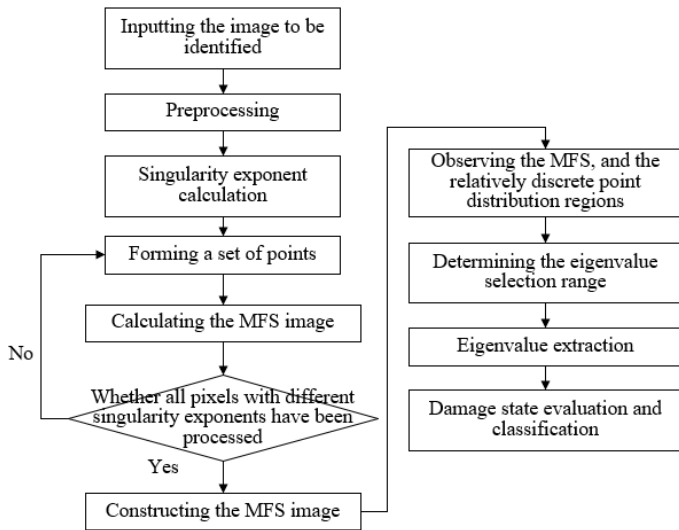 Inputting the image to be
identified
Preprocessing
Singularity exponent
calculation
Forming a set of points
Calculating the MFS image
No
Whether all pixels with different
singularity exponents have been
processed
Yes
Constructing the MFS image
Observing the MFS, and the
relatively discrete point
distribution regions
Determining the eigenvalue
selection range
Eigenvalue extraction
Damage state evaluation and
classification